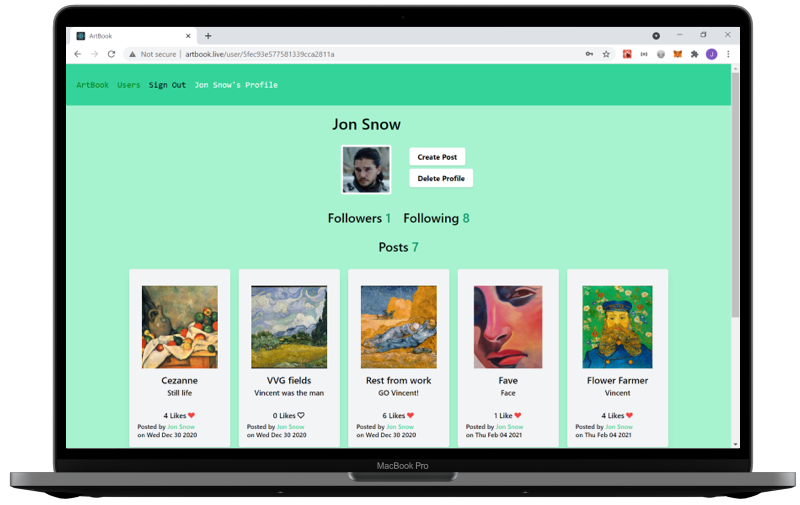 ArtBook
Not secure | artbook.live/user/5fec93e577581339cca2811a
J
ArtBook Users Sign Out Jon Snow's Profile
Jon Snow
Create Post
Delete Profile
Followers 1 Following 8
Posts 7
Cezanne
Still life
4 Likes
Posted by Jon Snow
on Wed Dec 30 2020
VVG fields
Vincent was the man
0 Likes
Posted by Jon Snow
on Wed Dec 30 2020
Rest from work
GO Vincent!
6 Likes
Posted by Jon Snow
on Wed Dec 30 2020
Fave
Face
1 Like
Posted by Jon Snow
on Thu Feb 04 2021
Flower Farmer
Vincent
4 Likes
Posted by Jon Snow
on Thu Feb 04 2021
MacBook Pro